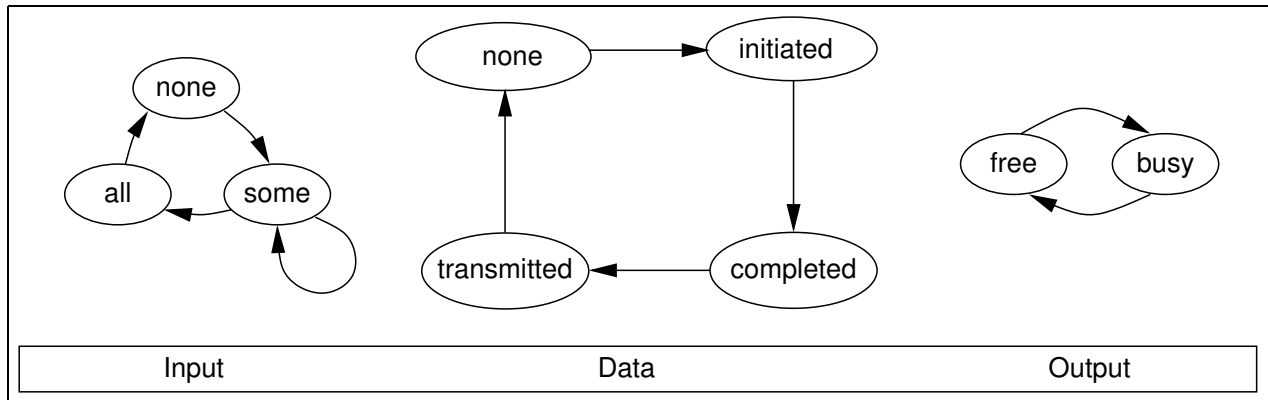 none
all
some
Input
none
initiated
transmitted
completed
Data
free
busy
Output